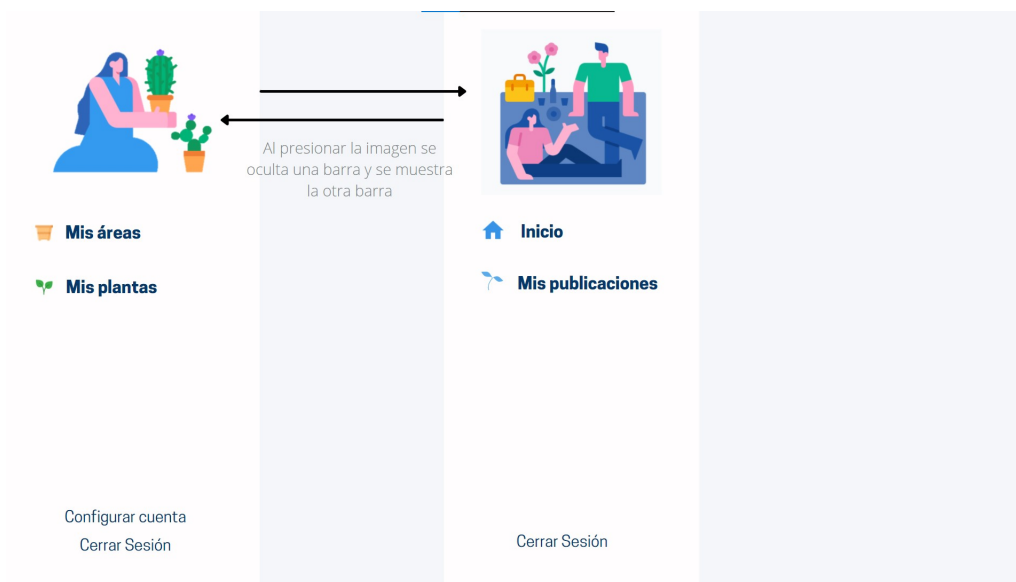 Al presionar la imagen se
oculta una barra y se muestra
la otra barra
Mis áreas
Mis plantas
Configurar cuenta
Cerrar Sesión
Inicio
Mis publicaciones
Cerrar Sesión